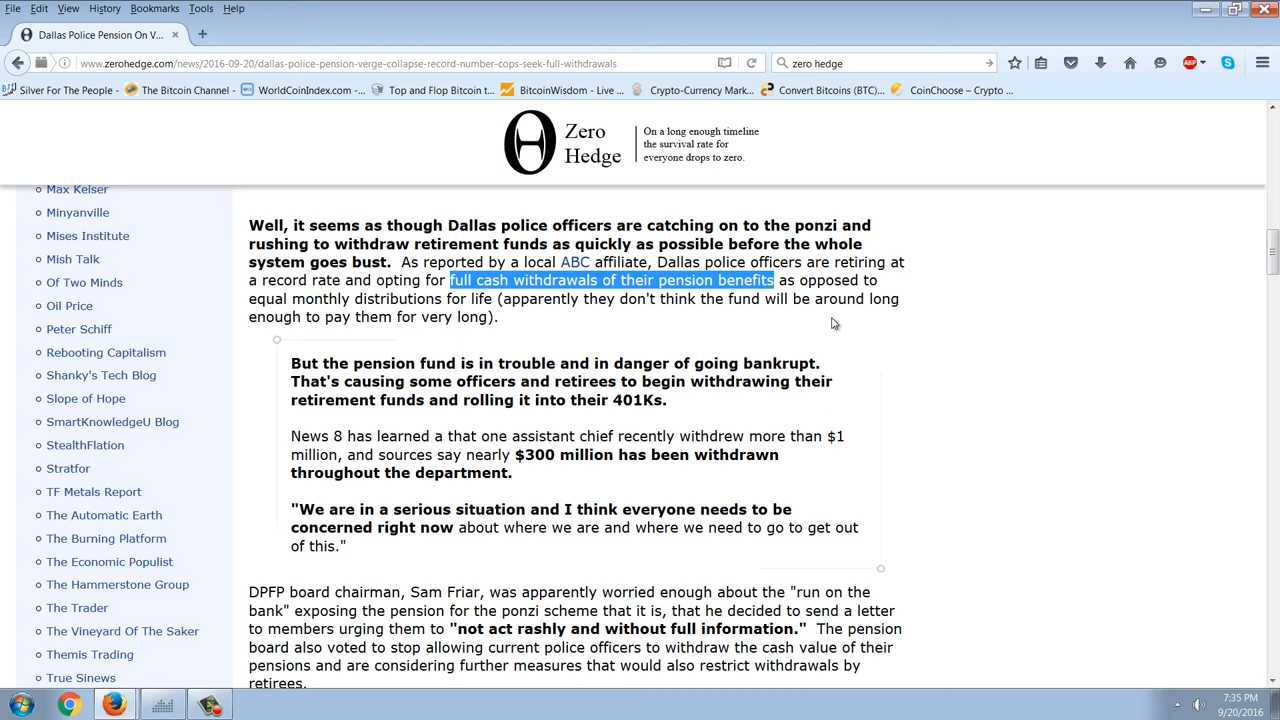 File Edit View History Bookmarks Tools Help
Dallas Police Pension On V...
www.zerohedge.com/news/2016-09-20/dallas-police-pension-verge-collapse-record-number-cops-seek-full-withdrawals
zero hedge
Silver For The People - The Bitcoin Channel - WorldCoinIndex.com -... Top and Flop Bitcoin t... BitcoinWisdom - Live ... Crypto-Currency Mark... Convert Bitcoins (BTC)... CoinChoose – Crypto ...
Zero Hedge
On a long enough timeline
the survival rate for
everyone drops to zero.
Max Keiser
Minyanville
Mises Institute
Mish Talk
Of Two Minds
Oil Price
Peter Schiff
Rebooting Capitalism
Shanky's Tech Blog
Slope of Hope
SmartKnowledgeU Blog
StealthFlation
Stratfor
TF Metals Report
The Automatic Earth
The Burning Platform
The Economic Populist
The Hammerstone Group
The Trader
The Vineyard Of The Saker
Themis Trading
True Sinews
Well, it seems as though Dallas police officers are catching on to the ponzi and
rushing to withdraw retirement funds as quickly as possible before the whole
system goes bust. As reported by a local ABC affiliate, Dallas police officers are retiring at
a record rate and opting for full cash withdrawals of their pension benefits as opposed to
equal monthly distributions for life (apparently they don't think the fund will be around long
enough to pay them for very long).
But the pension fund is in trouble and in danger of going bankrupt.
That's causing some officers and retirees to begin withdrawing their
retirement funds and rolling it into their 401Ks.
News 8 has learned a that one assistant chief recently withdrew more than $1
million, and sources say nearly $300 million has been withdrawn
throughout the department.
"We are in a serious situation and I think everyone needs to be
concerned right now about where we are and where we need to go to get out
of this."
DPFP board chairman, Sam Friar, was apparently worried enough about the "run on the
bank" exposing the pension for the ponzi scheme that it is, that he decided to send a letter
to members urging them to "not act rashly and without full information." The pension
board also voted to stop allowing current police officers to withdraw the cash value of their
pensions and are considering further measures that would also restrict withdrawals by
retirees.
7:35 PM
9/20/2016